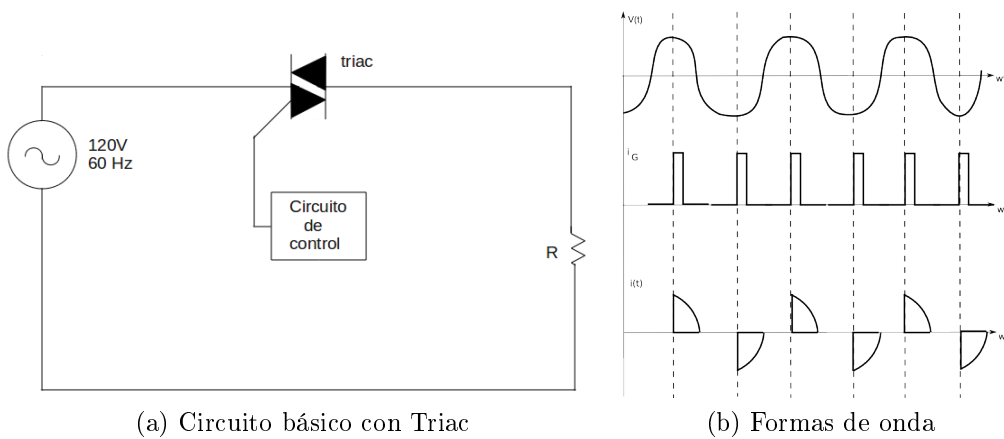 triac
120V
60 Hz
Circuito
de
control
R
(a) Circuito básico con Triac
V(t)
w
i G
w
i(t)
w
(b) Formas de onda